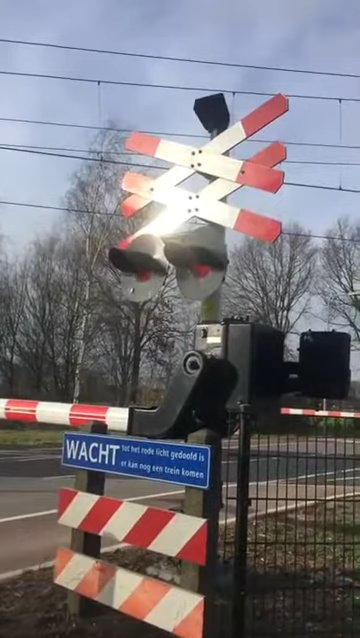 WACHT tot het rode licht gedoofd is
er kan nog een trein komen